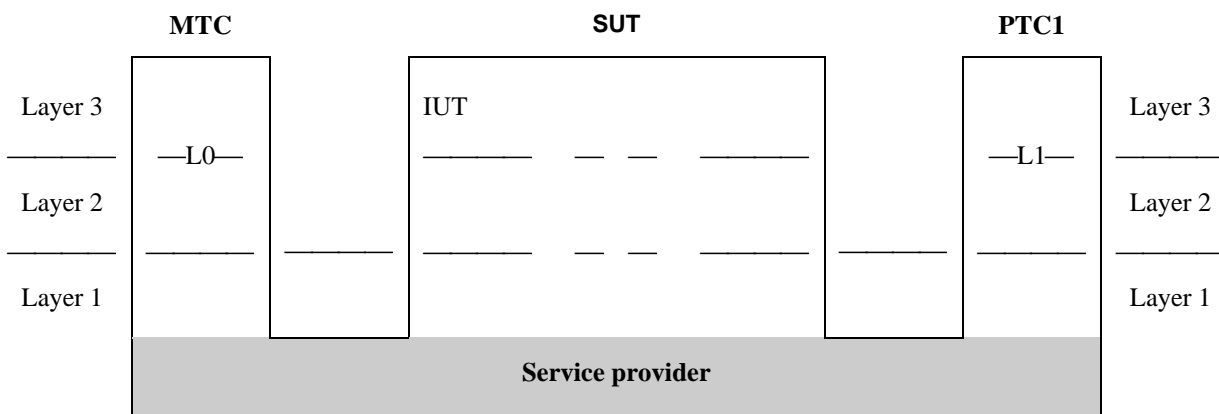 MTC SUT PTC1
Layer 3 IUT Layer 3
L0 L1
Layer 2 Layer 2
Layer 1 Layer 1
Service provider